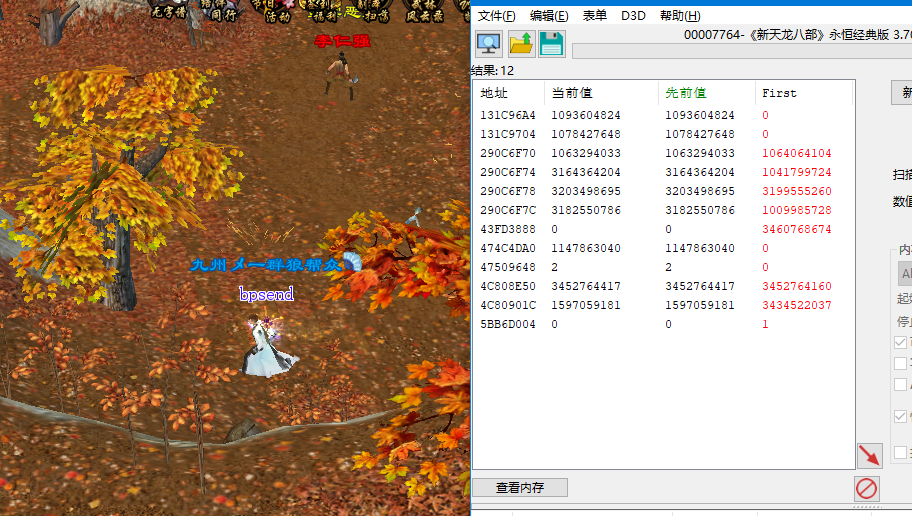 无字谱
同行
节目
活动
签到
福利
恶
扫荡
武林
风云录
李仁强
九州メ一群狼帮众
bpsend
文件(F) 编辑(E) 表单 D3D 帮助(H)
00007764-《新天龙八部》永恒经典版 3.70
结果: 12
地址 当前值 先前值 First
131C96A4 1093604824 1093604824 0
131C9704 1078427648 1078427648 0
290C6F70 1063294033 1063294033 1064064104
290C6F74 3164364204 3164364204 1041799724
290C6F78 3203498695 3203498695 3199555260
290C6F7C 3182550786 3182550786 1009985728
43FD3888 0 0 3460768674
474C4DA0 1147863040 1147863040 0
47509648 2 2 0
4C808E50 3452764417 3452764417 3452764160
4C80901C 1597059181 1597059181 3434522037
5BB6D004 0 0 1
新
扫描
数值
内存
起始
停止
查看内存